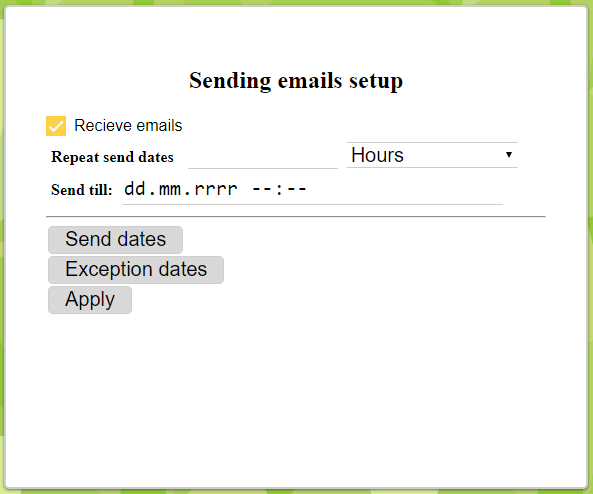 Sending emails setup
Recieve emails
Repeat send dates Hours
Send till: dd.mm.rrrr --:--
Send dates
Exception dates
Apply